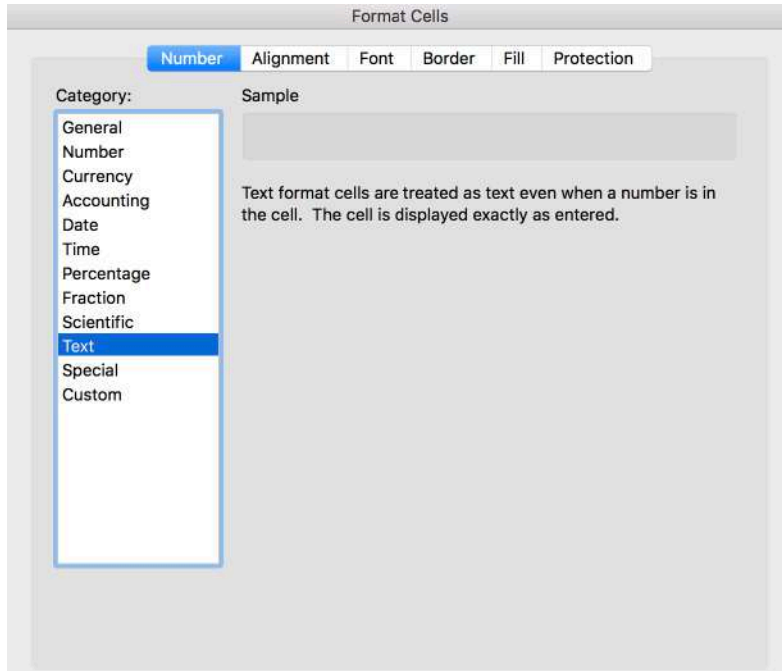 Format Cells
Number Alignment Font Border Fill Protection
Category:
General
Number
Currency
Accounting
Date
Time
Percentage
Fraction
Scientific
Text
Special
Custom
Sample
Text format cells are treated as text even when a number is in
the cell.  The cell is displayed exactly as entered.